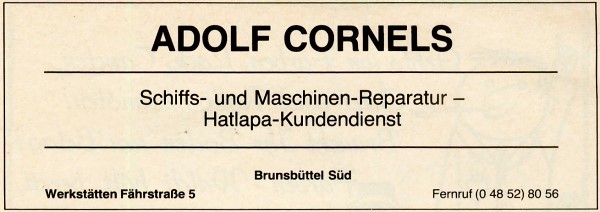 ADOLF CORNELS
Schiffs- und Maschinen-Reparatur –
Hatlapa-Kundendienst
Brunsbüttel Süd
Werkstätten Fährstraße 5 Fernruf (0 48 52) 80 56